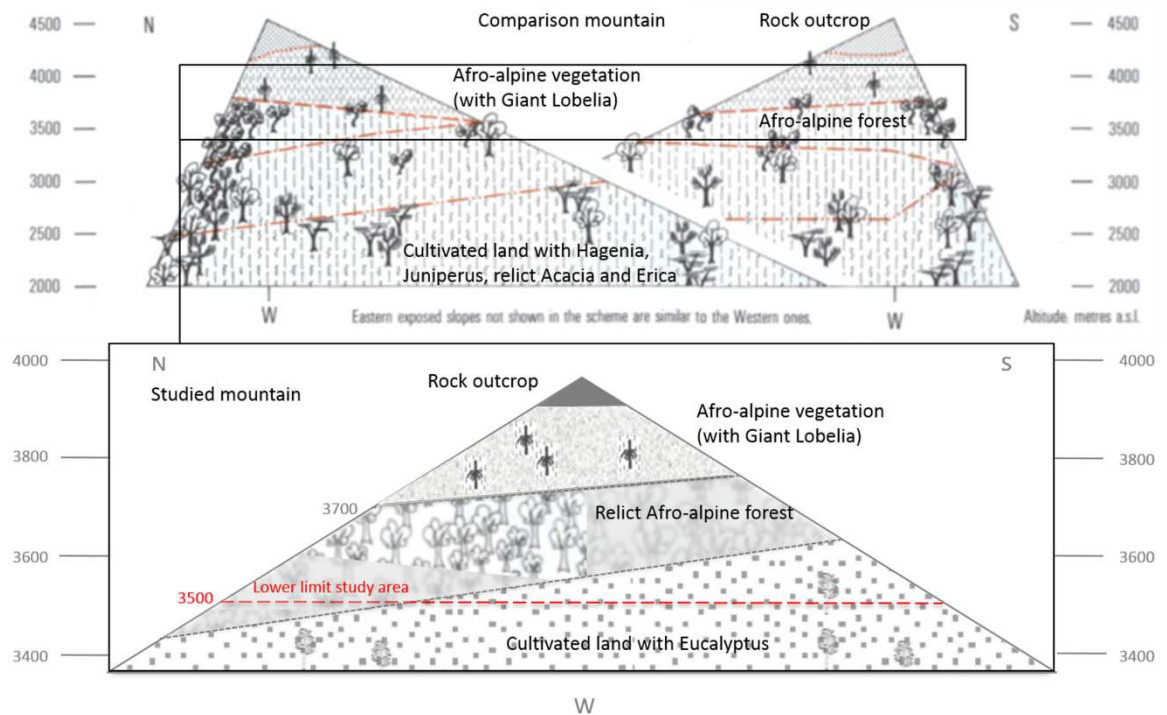 4500
N
Comparison mountain
Rock outcrop
S
4500
4000
Afro-alpine vegetation
(with Giant Lobelia)
4000
3500
Afro-alpine forest
3500
3000
3000
2500
Cultivated land with Hagenia,
Juniperus, relict Acacia and Erica
2500
2000
2000
W
Eastern exposed slopes not shown in the scheme are similar to the Western ones.
W
Altitude: metres a.s.l.
4000
N
S
4000
Studied mountain
Rock outcrop
Afro-alpine vegetation
(with Giant Lobelia)
3800
3800
3700
Relict Afro-alpine forest
3600
3600
3500
Lower limit study area
Cultivated land with Eucalyptus
3400
3400
W